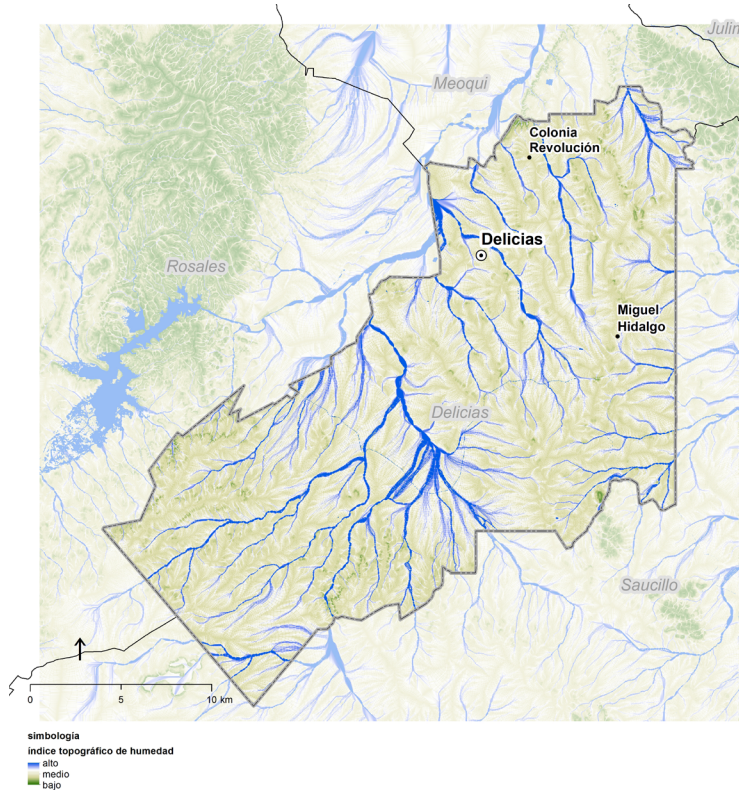 Julim
Meoqui
Colonia
Revolución
Delicias
Rosales
Miguel
Hidalgo
Delicias
Saucillo
0 5 10 km
simbología
índice topográfico de humedad
alto
medio
bajo